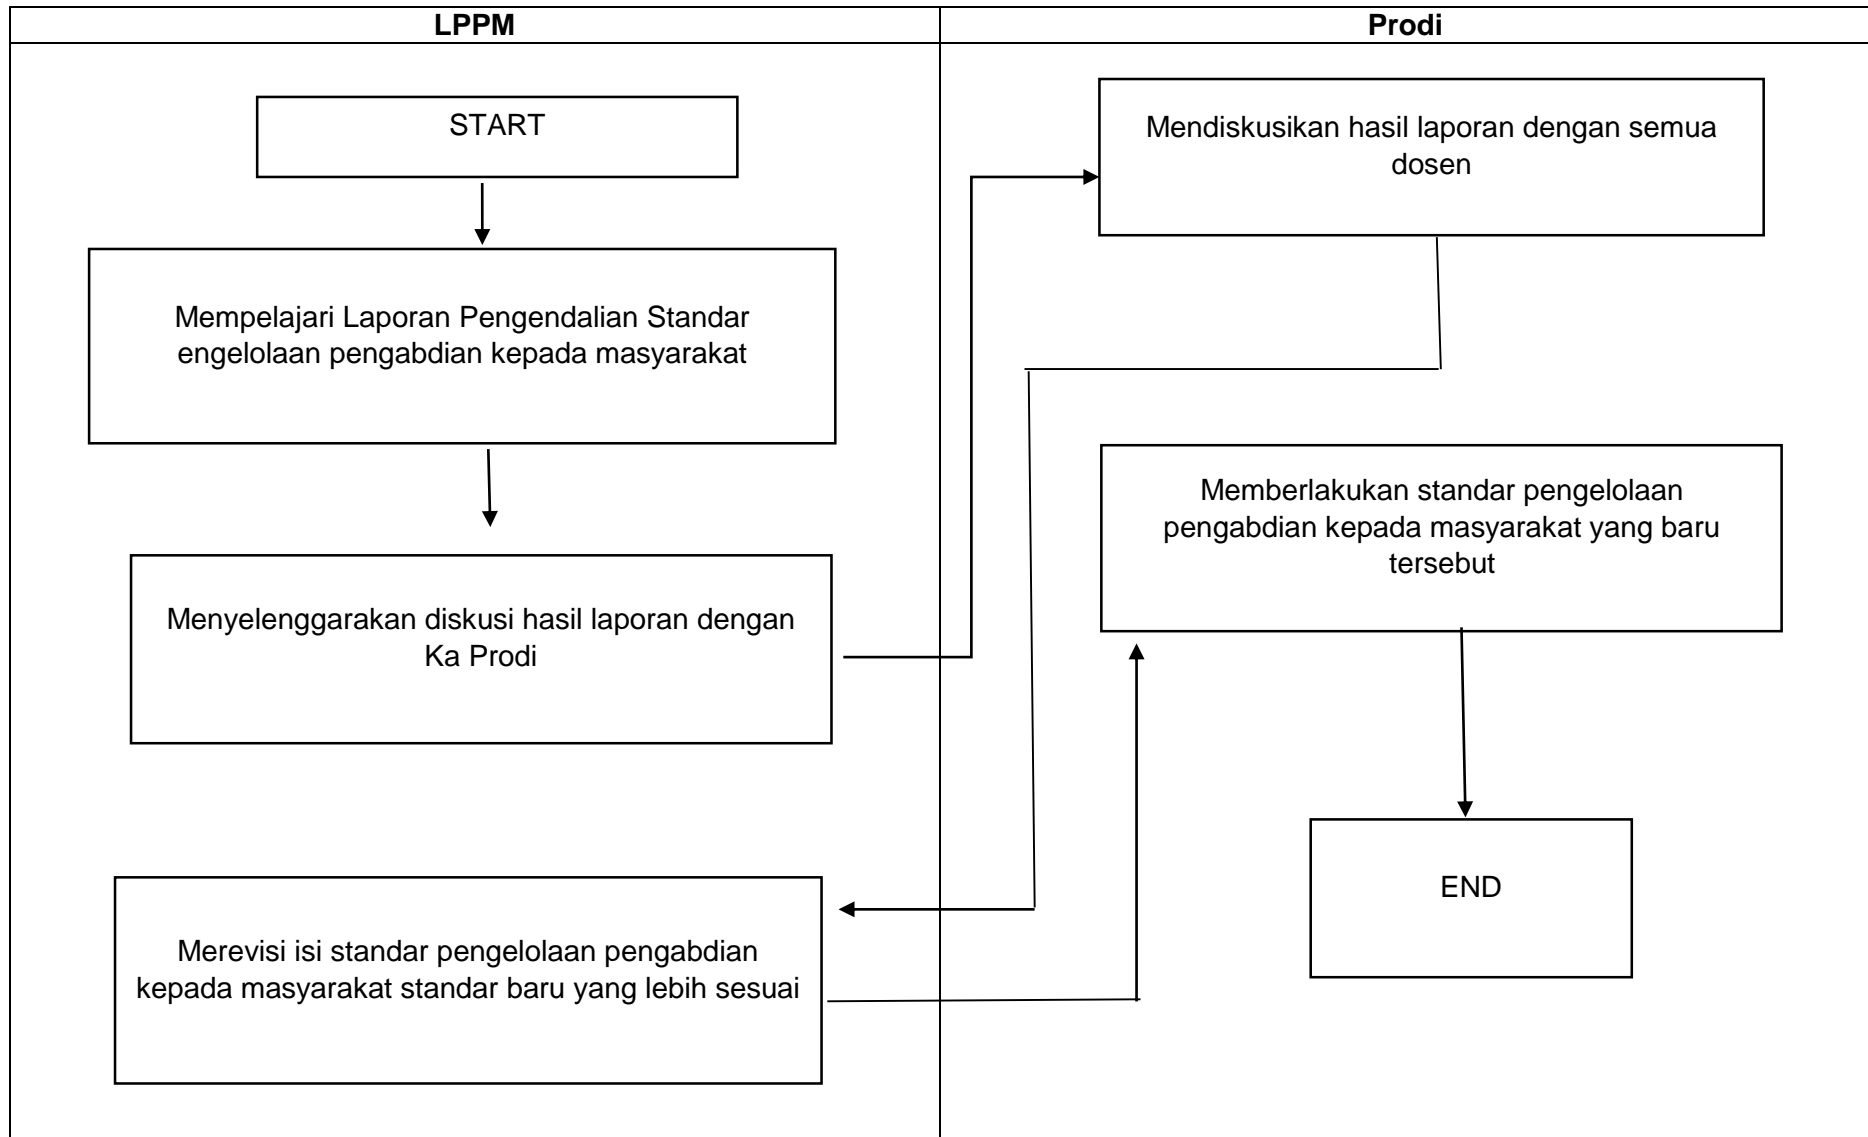 LPPM
Prodi
START
Mempelajari Laporan Pengendalian Standar
engelolaan pengabdian kepada masyarakat
Menyelenggarakan diskusi hasil laporan dengan
Ka Prodi
Mendiskusikan hasil laporan dengan semua
dosen
Merevisi isi standar pengelolaan pengabdian
kepada masyarakat standar baru yang lebih sesuai
Memberlakukan standar pengelolaan
pengabdian kepada masyarakat yang baru
tersebut
END